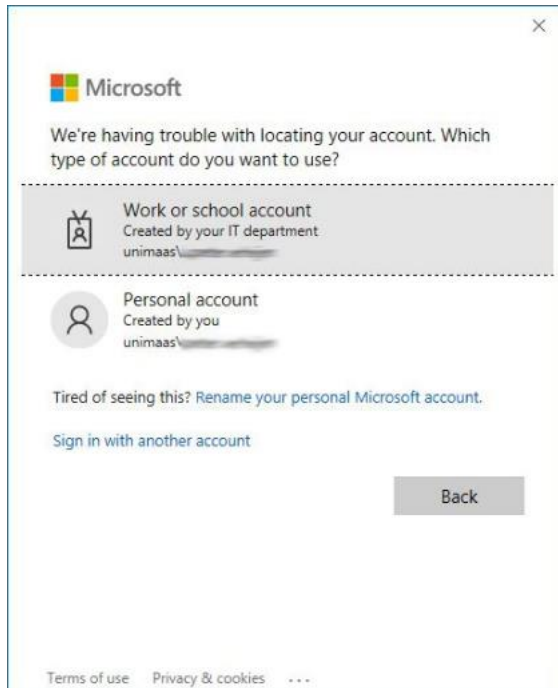 Microsoft
We're having trouble with locating your account. Which
type of account do you want to use?
Work or school account
Created by your IT department
unimaas\
Personal account
Created by you
unimaas\
Tired of seeing this? Rename your personal Microsoft account.
Sign in with another account
Back
Terms of use Privacy & cookies ...